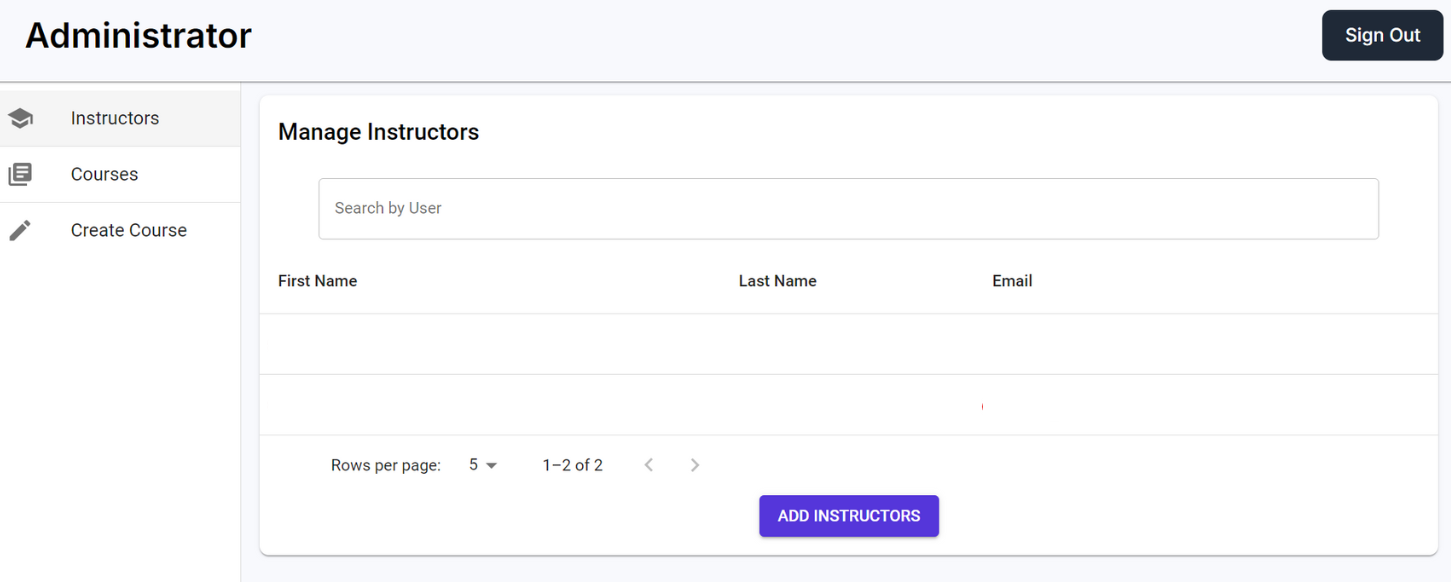 Administrator
Sign Out
Instructors
Courses
Create Course
Manage Instructors
Search by User
First Name Last Name Email
Rows per page: 5 1–2 of 2
ADD INSTRUCTORS